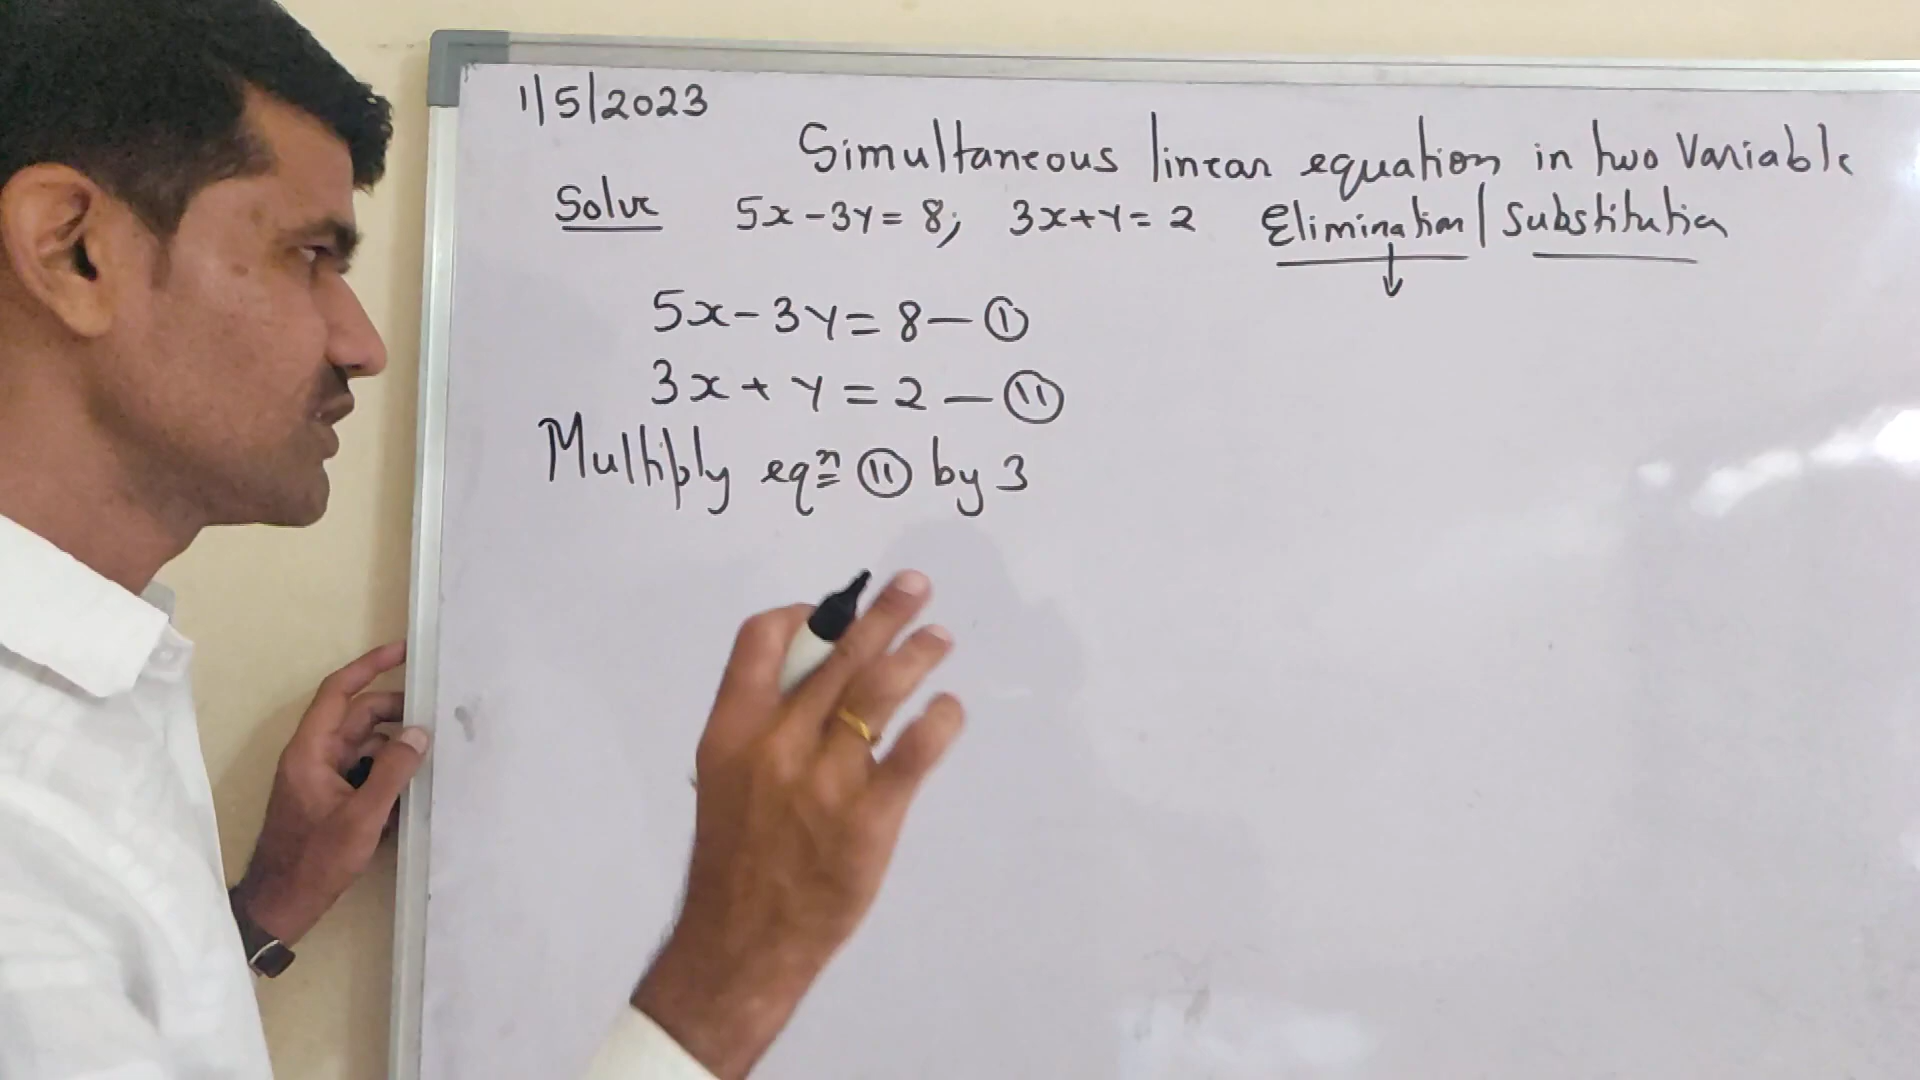 1/5/2023
Simultaneous linear equation in two Variable
Solve 5x-3y=8; 3x+y=2 Elimination/Substitution
5x-3y=8—①
3x+y=2—⑪
Multiply eqⁿ ⑪ by 3